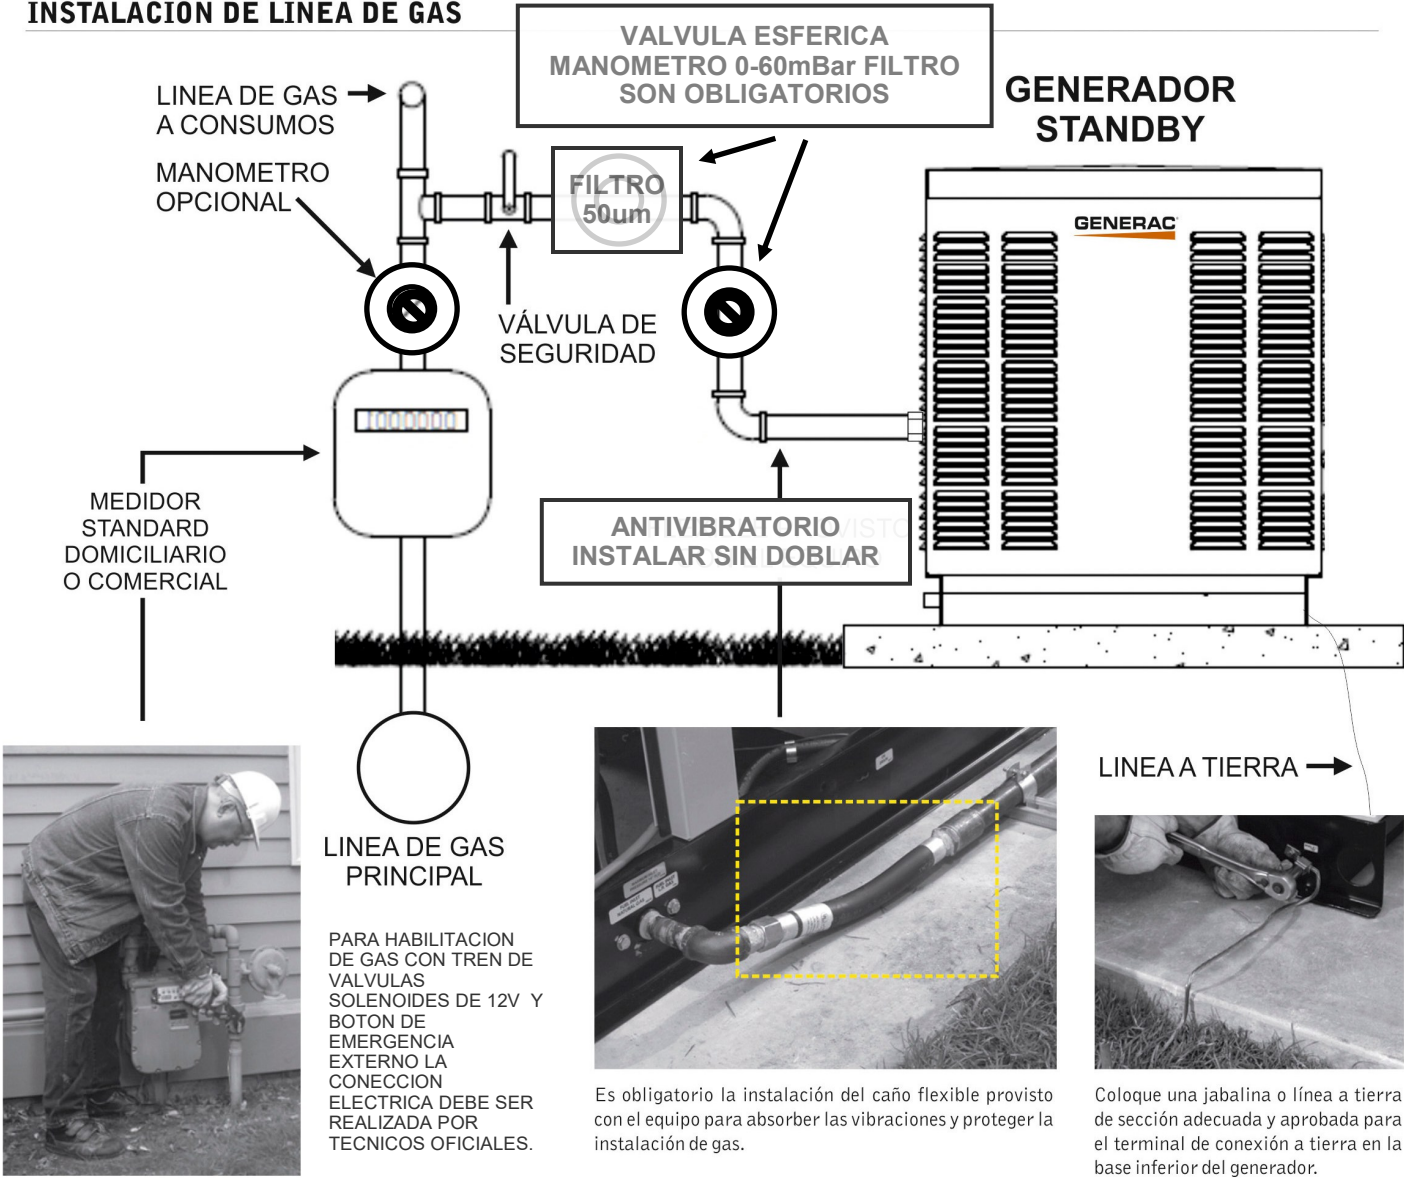 INSTALACION DE LINEA DE GAS
VALVULA ESFERICA
MANOMETRO 0-60mBar FILTRO
SON OBLIGATORIOS
GENERADOR
STANDBY
LINEA DE GAS
A CONSUMOS
MANOMETRO
OPCIONAL
FILTRO
50um
GENERAC
VÁLVULA DE
SEGURIDAD
MEDIDOR
STANDARD
DOMICILIARIO
O COMERCIAL
ANTIVIBRATORIO
INSTALAR SIN DOBLAR
LINEA A TIERRA
LINEA DE GAS
PRINCIPAL
PARA HABILITACION
DE GAS CON TREN DE
VALVULAS
SOLENOIDES DE 12V Y
BOTON DE
EMERGENCIA
EXTERNO LA
CONECCION
ELECTRICA DEBE SER
REALIZADA POR
TECNICOS OFICIALES.
Es obligatorio la instalación del caño flexible provisto
con el equipo para absorber las vibraciones y proteger la
instalación de gas.
Coloque una jabalina o línea a tierra
de sección adecuada y aprobada para
el terminal de conexión a tierra en la
base inferior del generador.